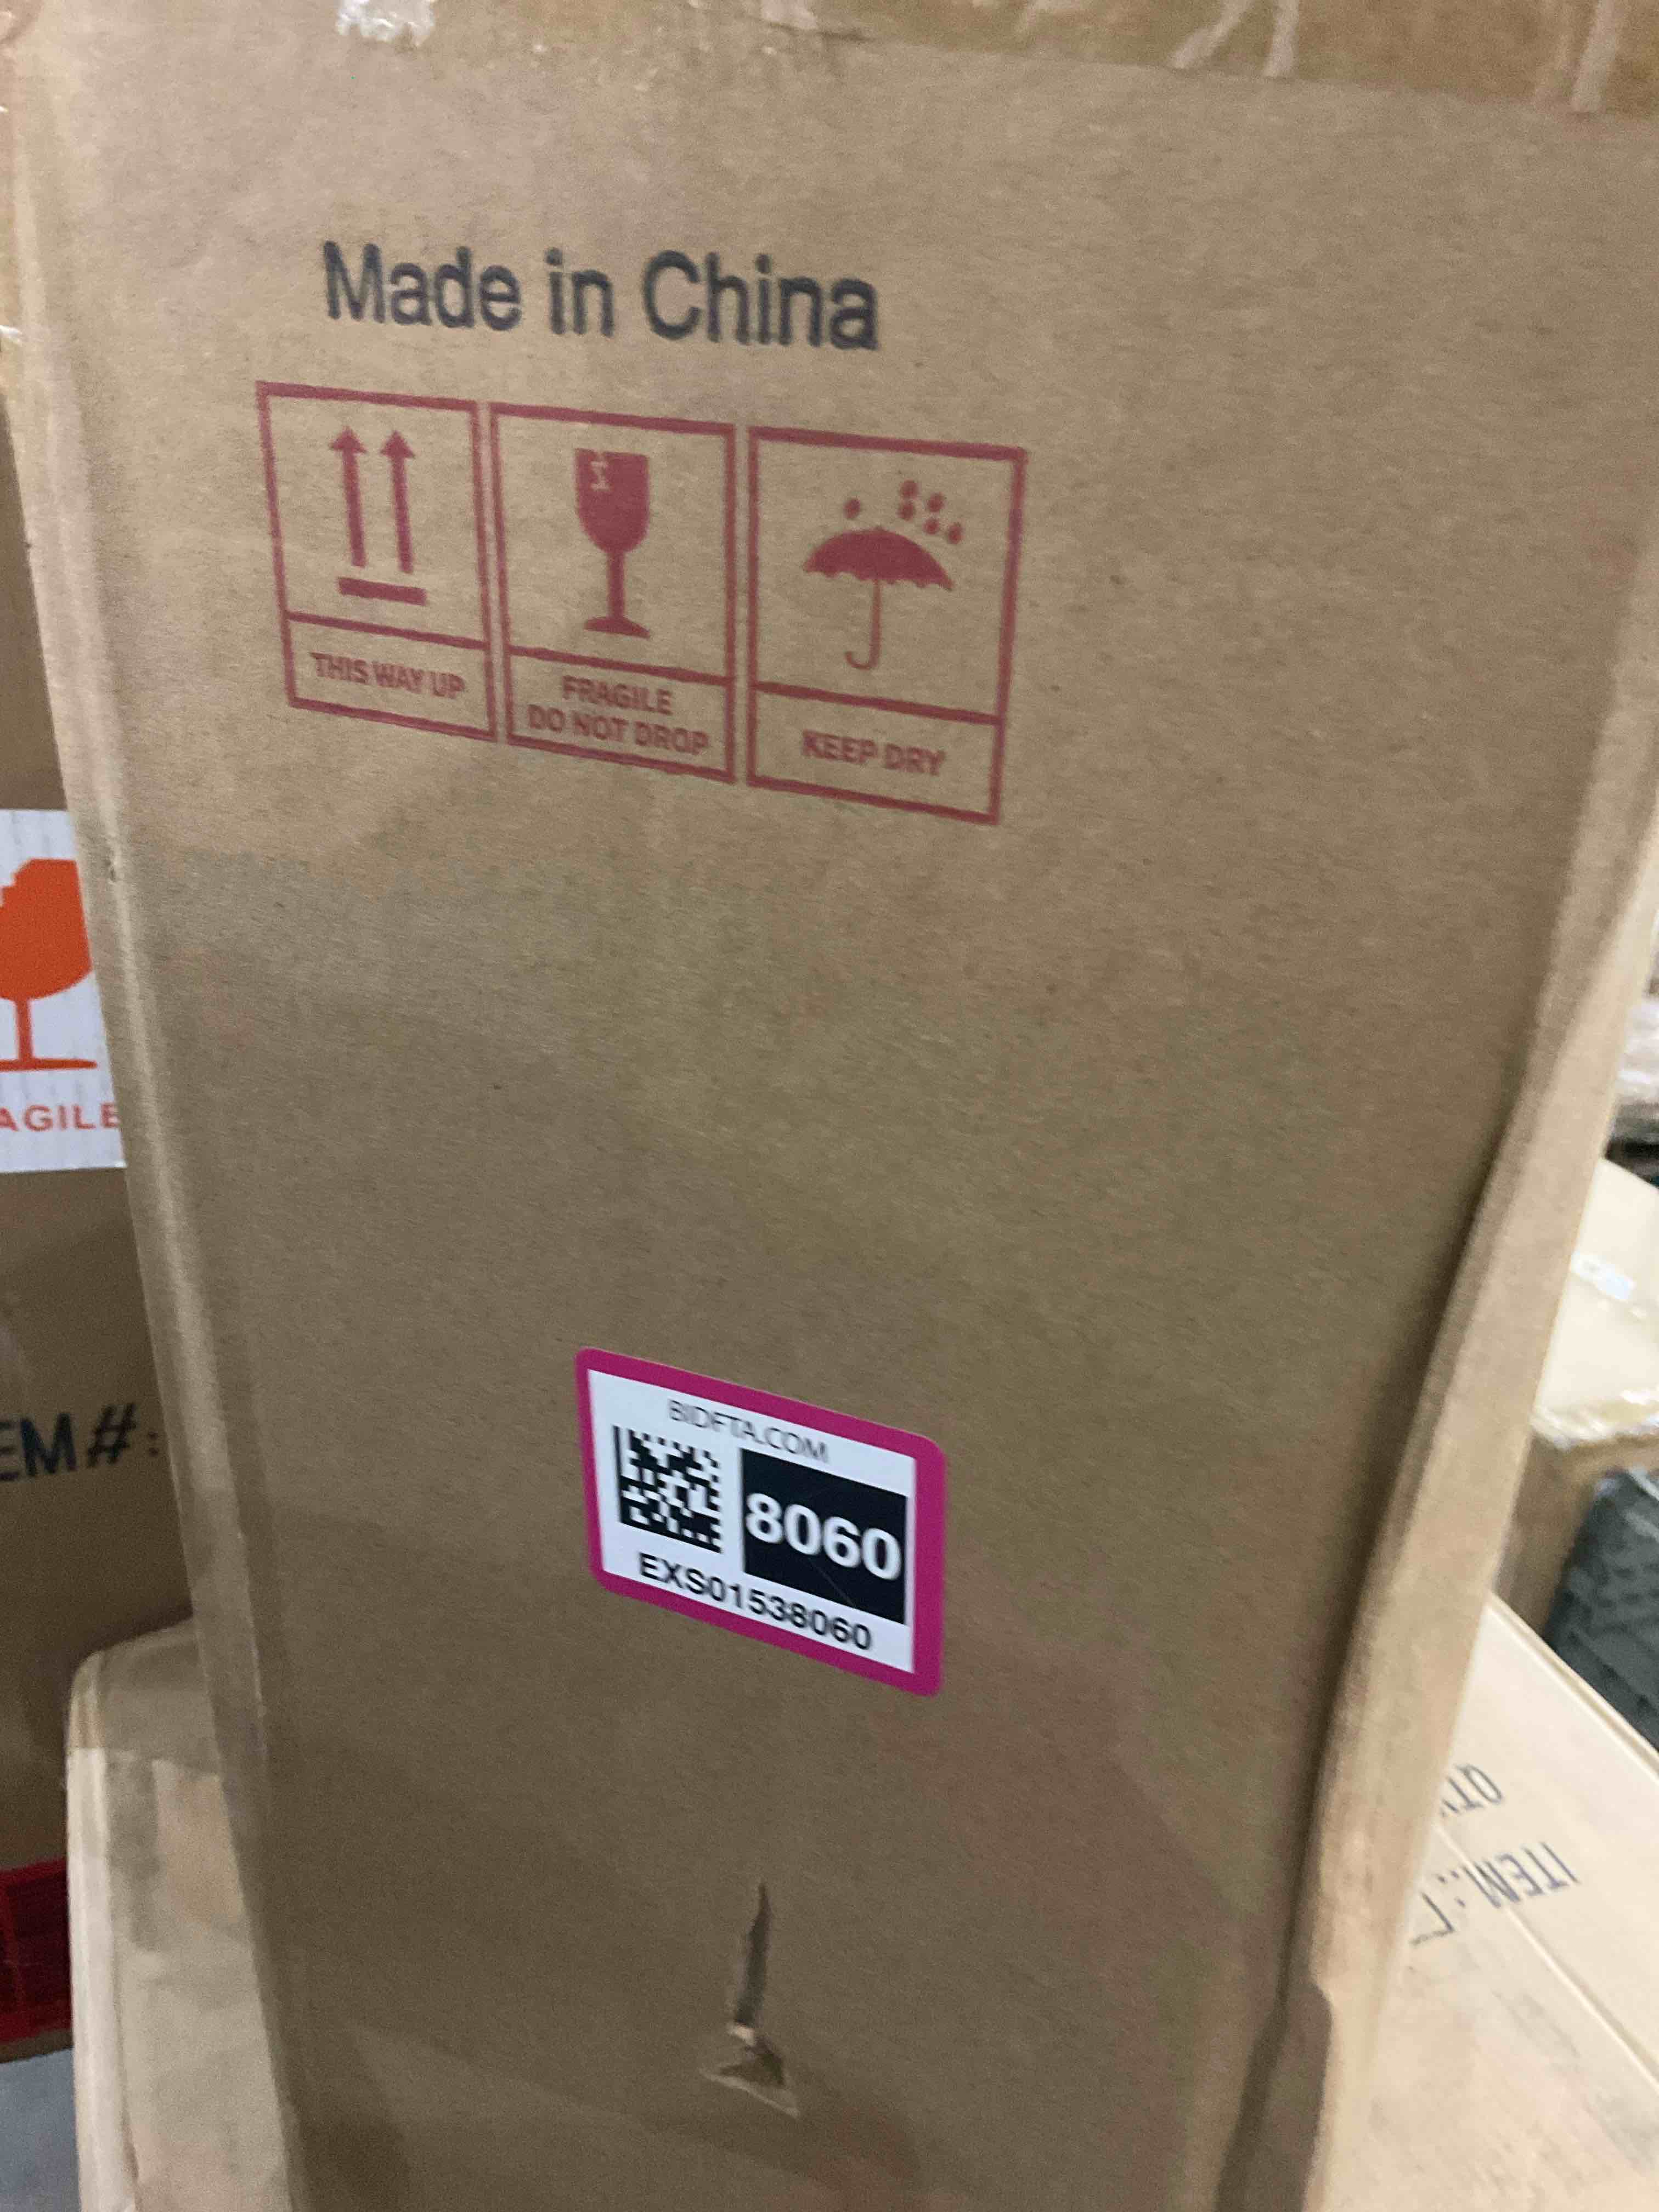 Made in China
THIS WAY UP
FRAGILE
DO NOT DROP
KEEP DRY
AGILE
EM#:
BIDFTA.COM
8060
EXS01538060
QTY
ITEM: